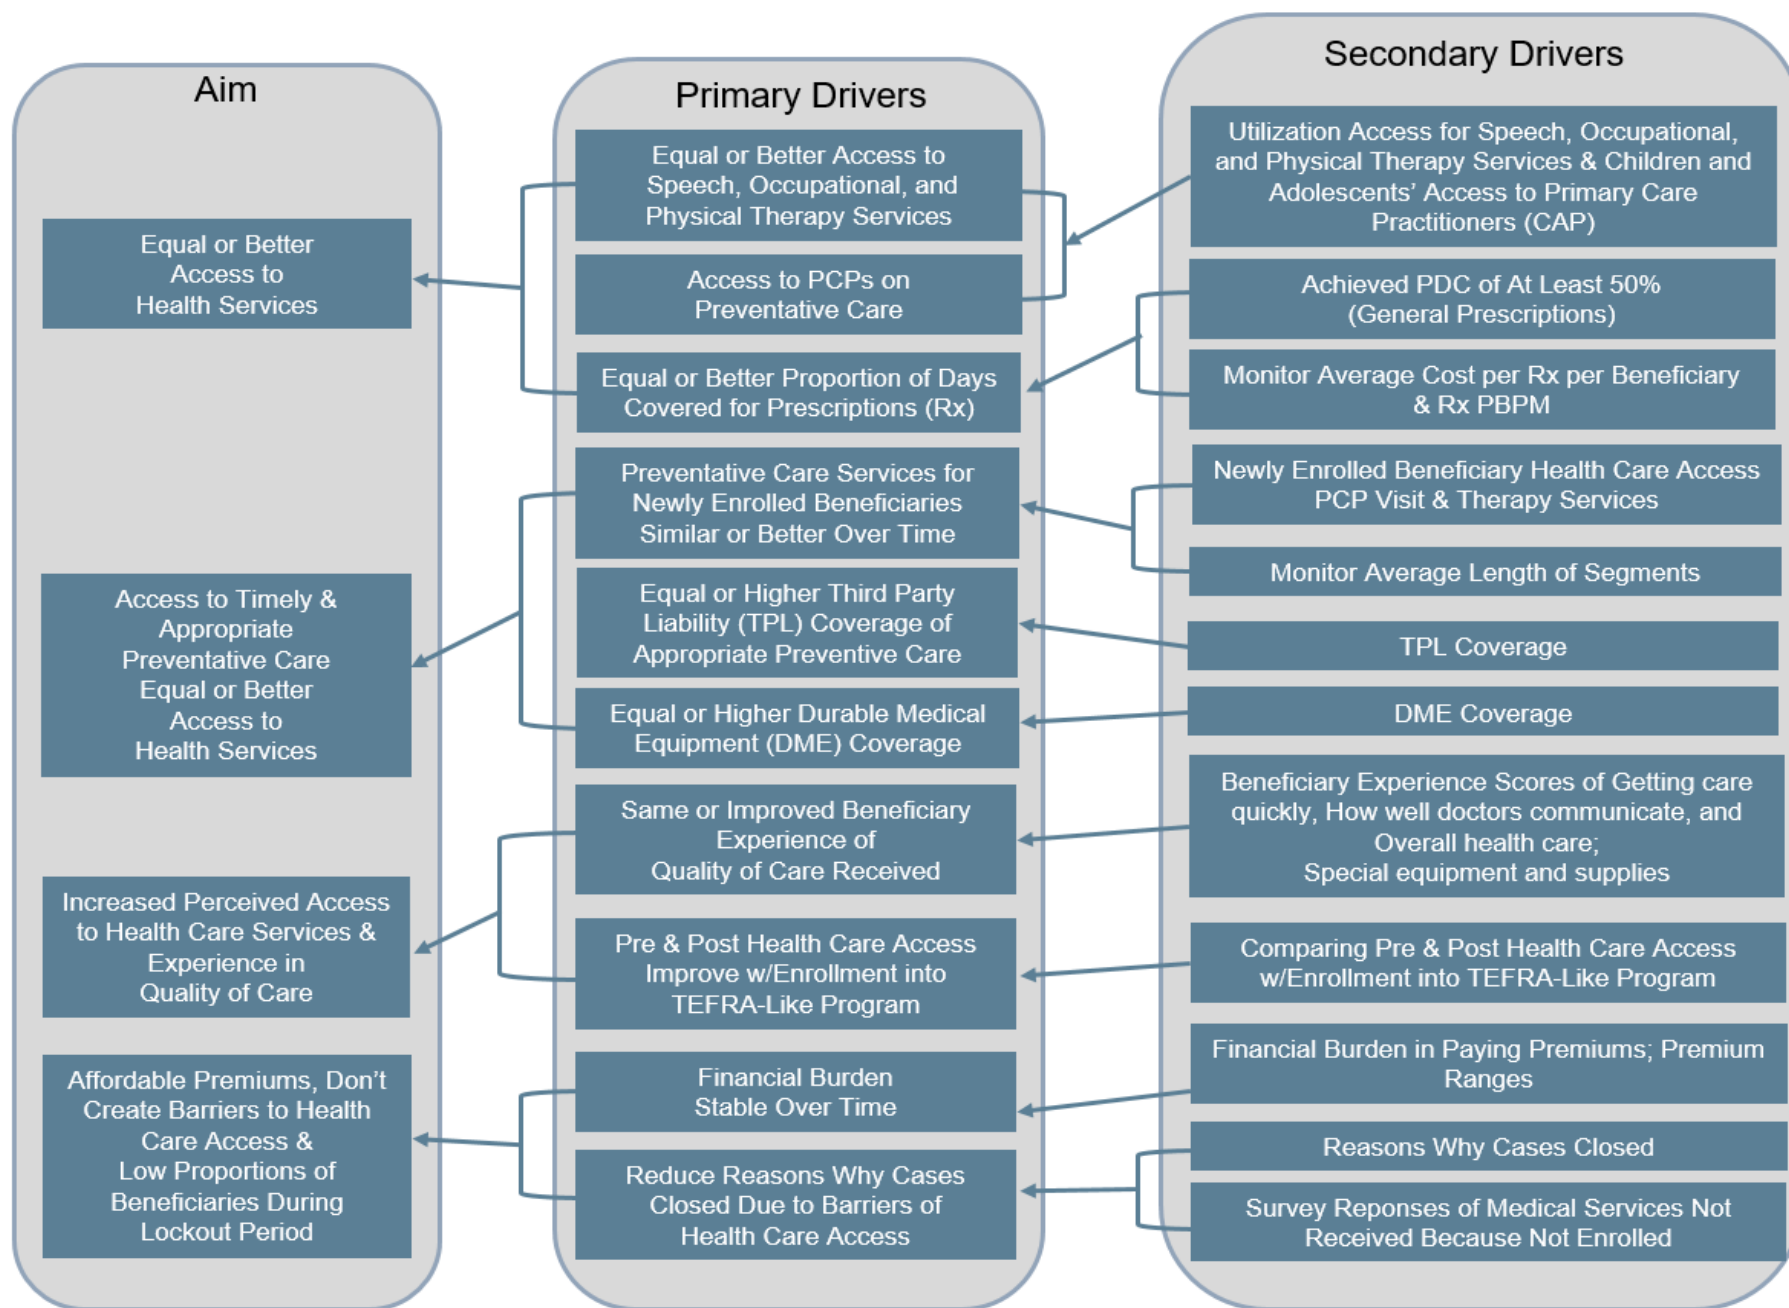 Aim
Equal or Better
Access to
Health Services
Access to Timely &
Appropriate
Preventative Care
Equal or Better
Access to
Health Services
Increased Perceived Access
to Health Care Services &
Experience in
Quality of Care
Affordable Premiums, Don't
Create Barriers to Health
Care Access &
Low Proportions of
Beneficiaries During
Lockout Period
Primary Drivers
Equal or Better Access to
Speech, Occupational, and
Physical Therapy Services
Access to PCPs on
Preventative Care
Equal or Better Proportion of Days
Covered for Prescriptions (Rx)
Preventative Care Services for
Newly Enrolled Beneficiaries
Similar or Better Over Time
Equal or Higher Third Party
Liability (TPL) Coverage of
Appropriate Preventive Care
Equal or Higher Durable Medical
Equipment (DME) Coverage
Same or Improved Beneficiary
Experience of
Quality of Care Received
Pre & Post Health Care Access
Improve w/Enrollment into
TEFRA-Like Program
Financial Burden
Stable Over Time
Reduce Reasons Why Cases
Closed Due to Barriers of
Health Care Access
Secondary Drivers
Utilization Access for Speech, Occupational,
and Physical Therapy Services & Children and
Adolescents' Access to Primary Care
Practitioners (CAP)
Achieved PDC of At Least 50%
(General Prescriptions)
Monitor Average Cost per Rx per Beneficiary
& Rx PBPM
Newly Enrolled Beneficiary Health Care Access
PCP Visit & Therapy Services
Monitor Average Length of Segments
TPL Coverage
DME Coverage
Beneficiary Experience Scores of Getting care
quickly, How well doctors communicate, and
Overall health care;
Special equipment and supplies
Comparing Pre & Post Health Care Access
w/Enrollment into TEFRA-Like Program
Financial Burden in Paying Premiums; Premium
Ranges
Reasons Why Cases Closed
Survey Reponses of Medical Services Not
Received Because Not Enrolled